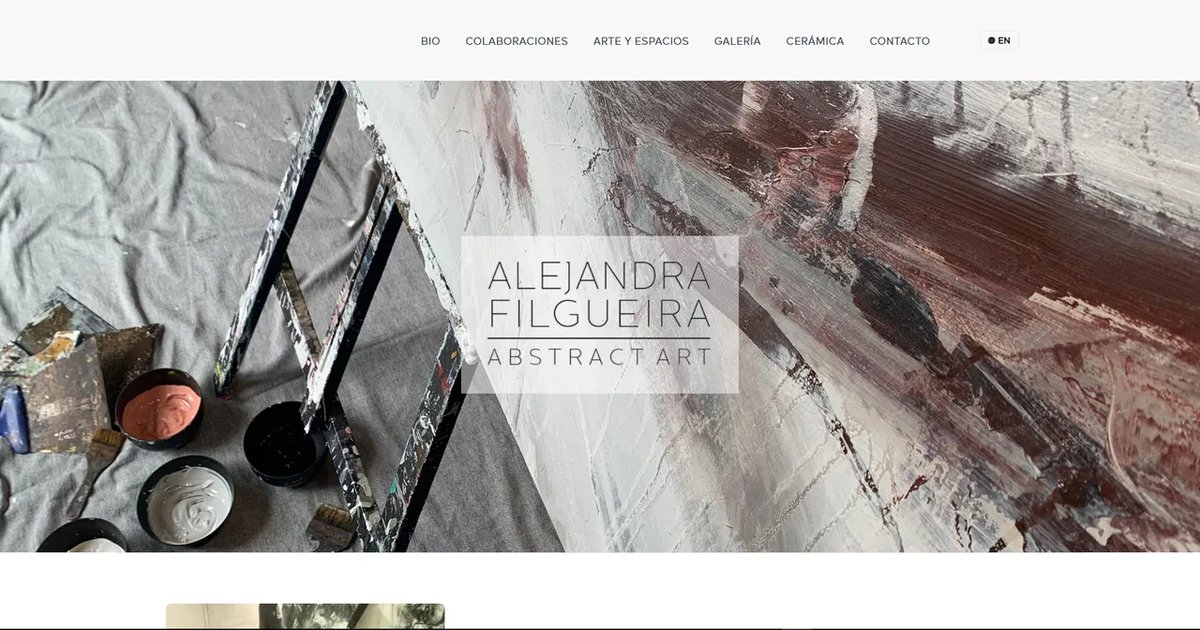 BIO COLABORACIONES ARTE Y ESPACIOS GALERÍA CERÁMICA CONTACTO EN
ALEJANDRA
FILGUEIRA
ABSTRACT ART